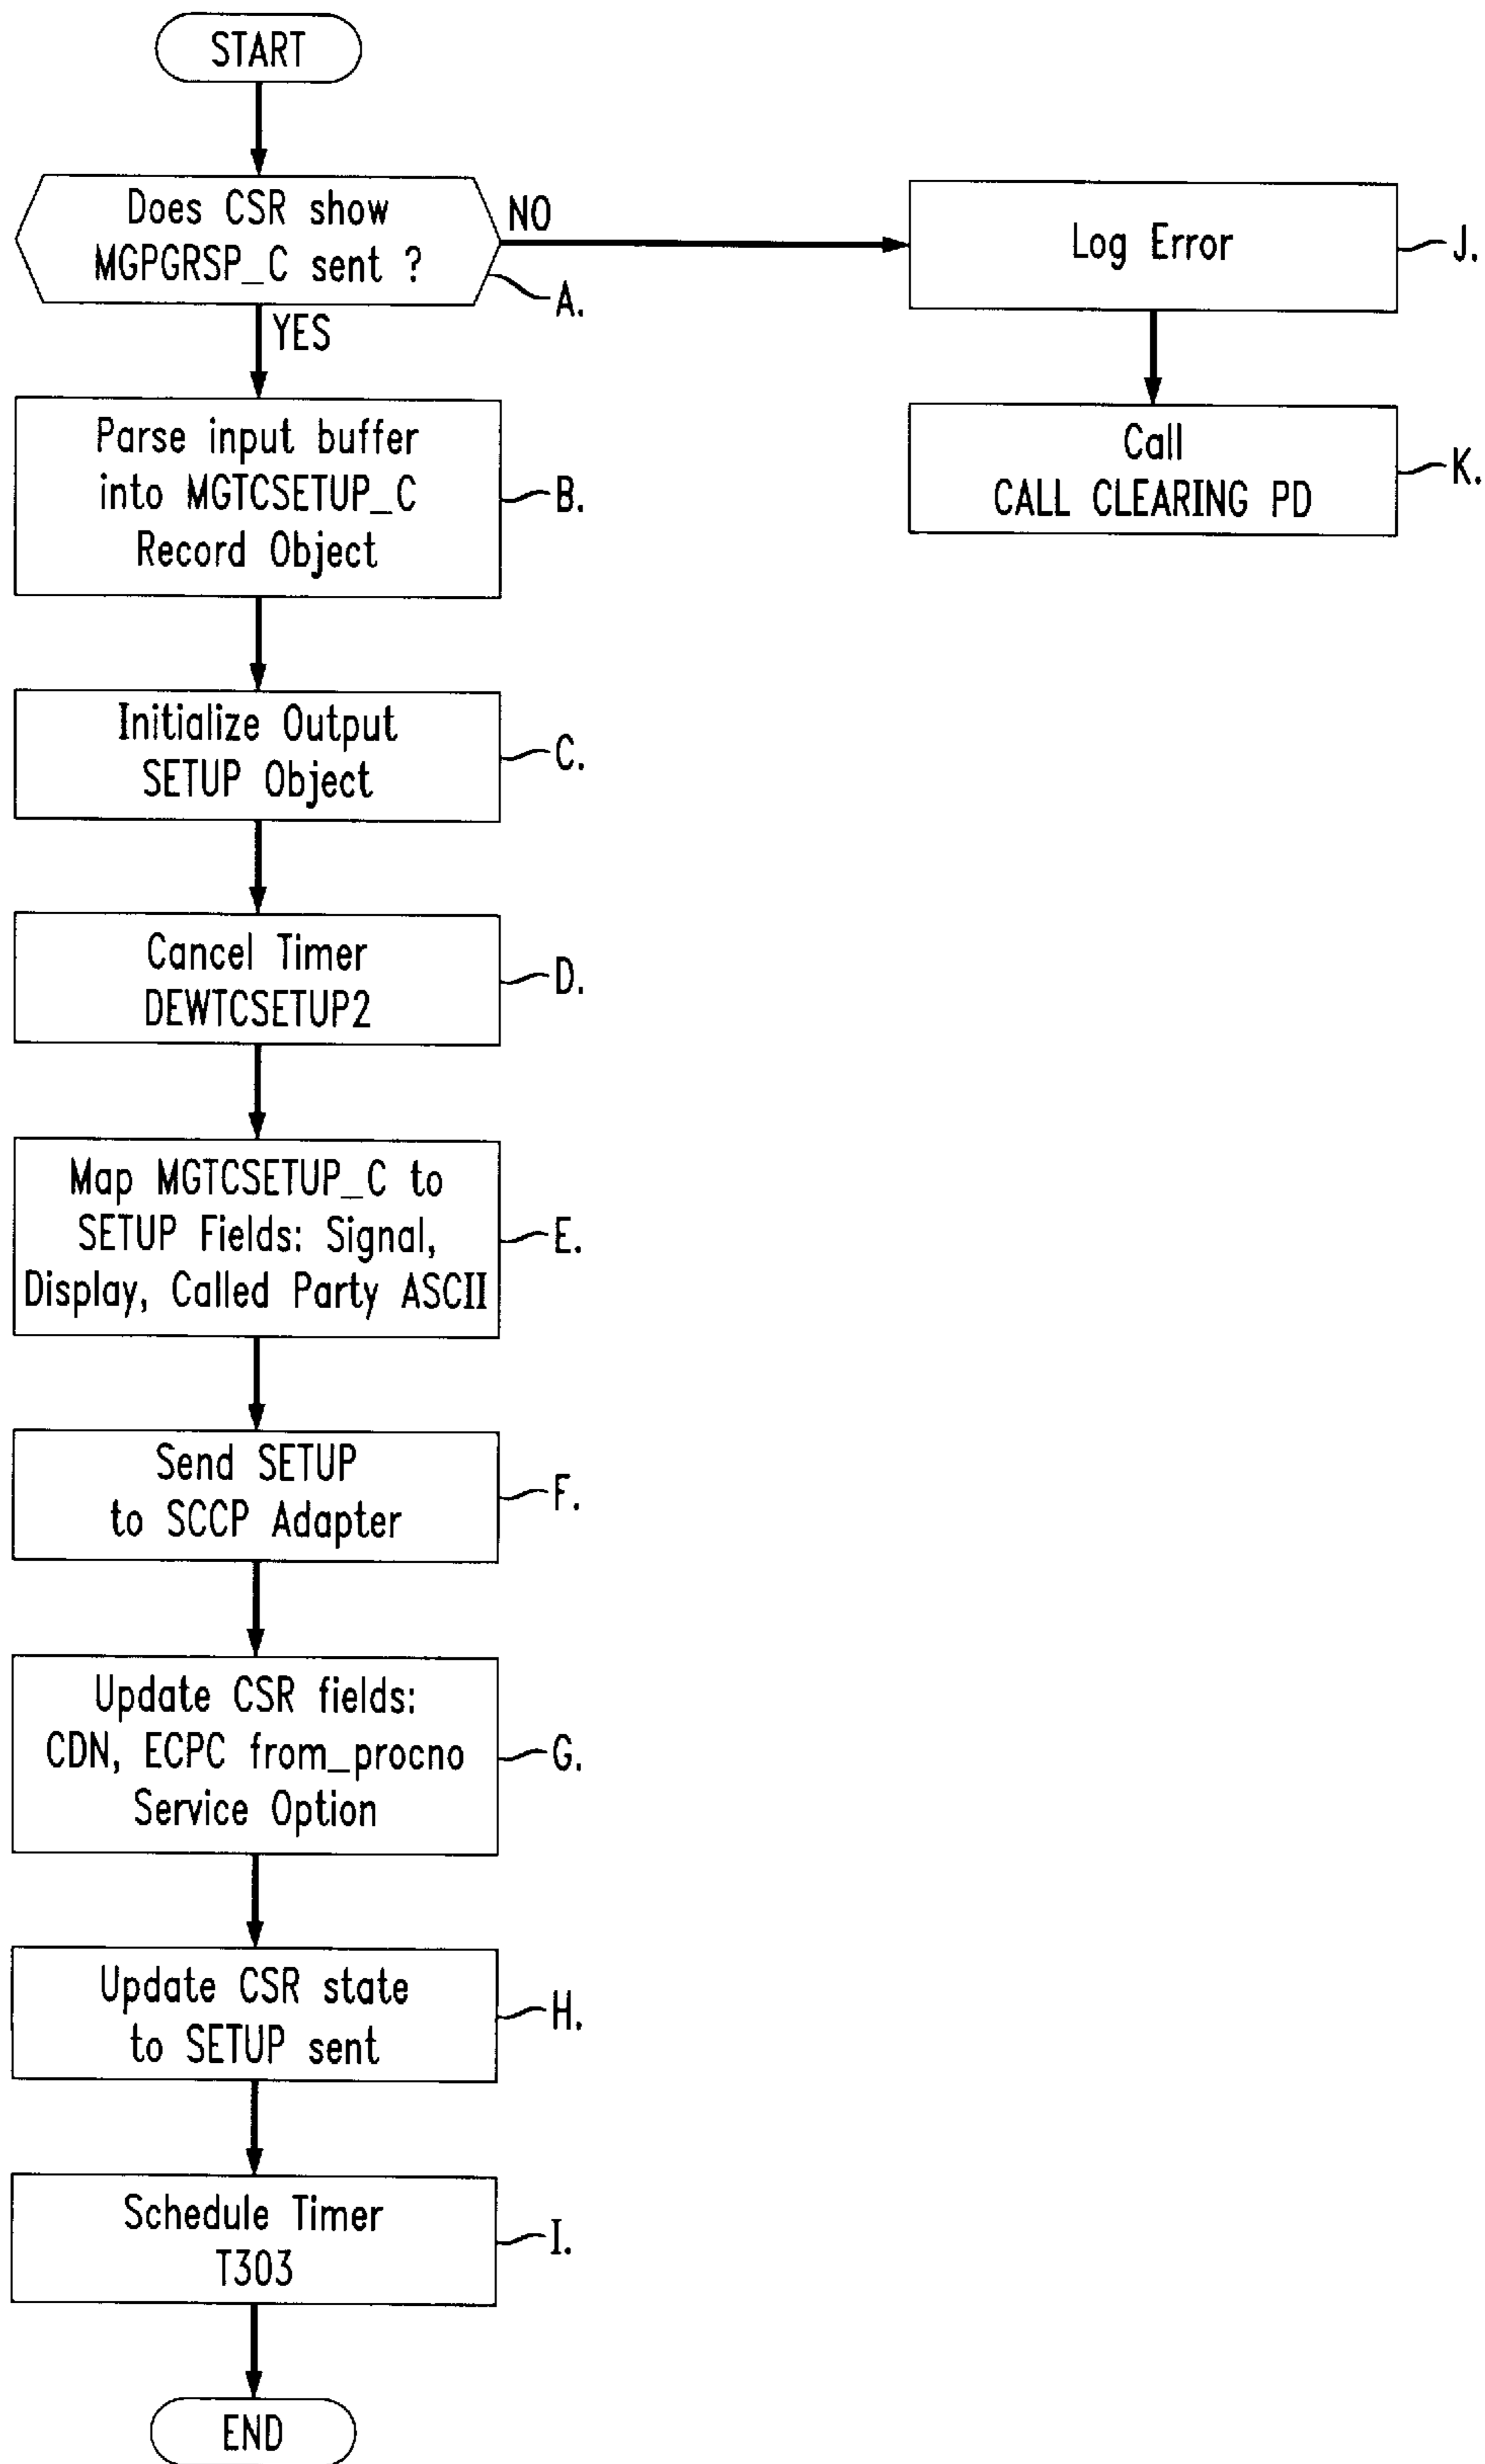 START
Does CSR show
MGPGRSP_C sent ?
NO
A.
YES
Log Error
J.
Call
CALL CLEARING PD
K.
Parse input buffer
into MGTCSETUP_C
Record Object
B.
Initialize Output
SETUP Object
C.
Cancel Timer
DEWTCSETUP2
D.
Map MGTCSETUP_C to
SETUP Fields: Signal,
Display, Called Party ASCII
E.
Send SETUP
to SCCP Adapter
F.
Update CSR fields:
CDN, ECPC from_procno
Service Option
G.
Update CSR state
to SETUP sent
H.
Schedule Timer
T303
I.
END